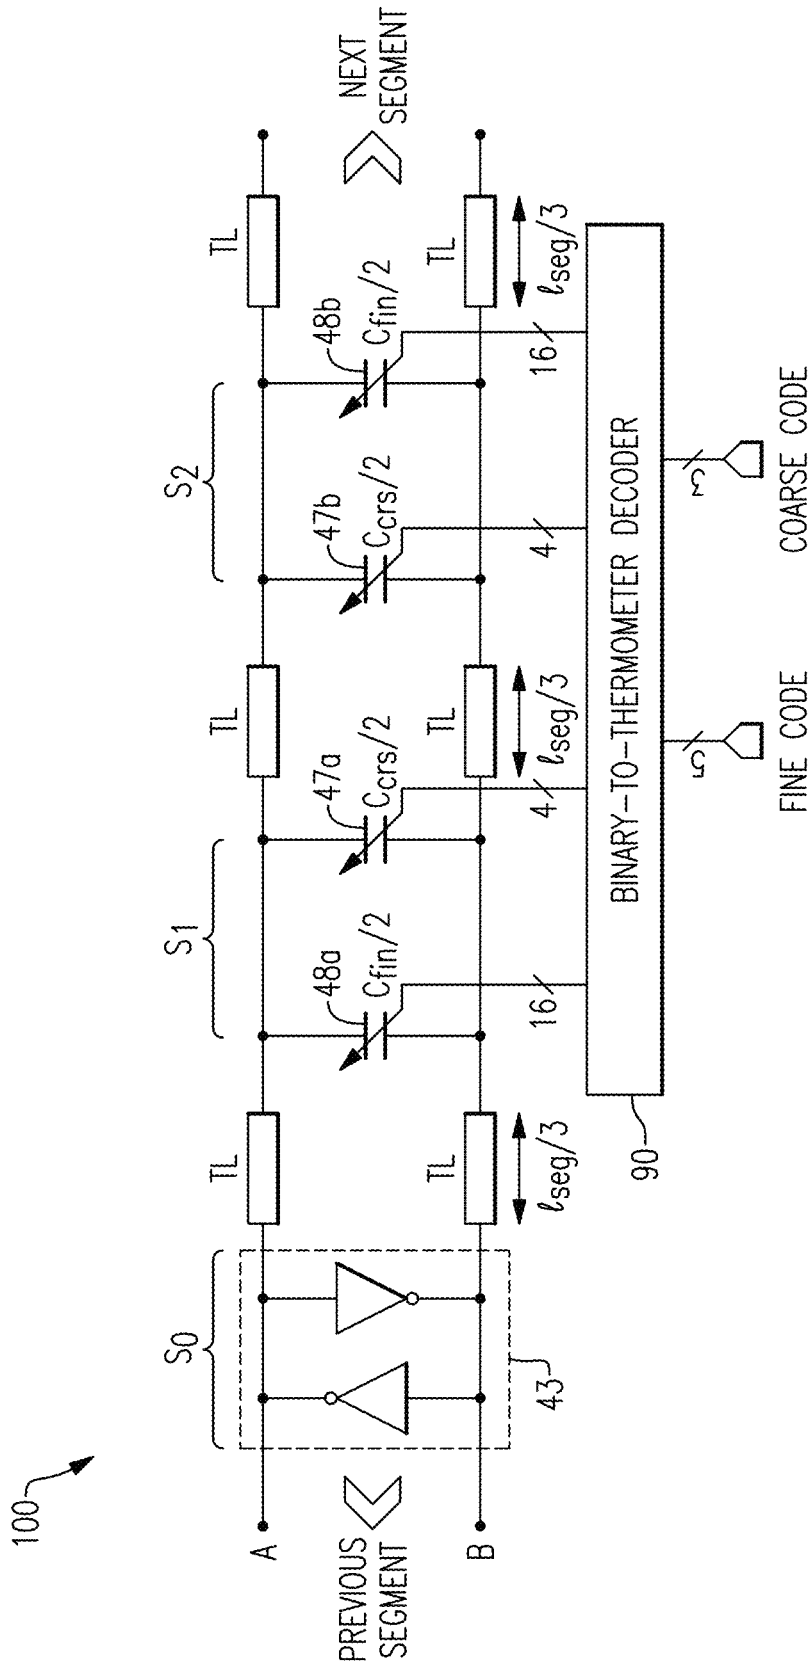 100
S0
S1
S2
A
TL
TL
TL
PREVIOUS
SEGMENT
48a
Cfin/2
47a
Ccrs/2
47b
Ccrs/2
48b
Cfin/2
NEXT
SEGMENT
B
TL
TL
TL
43
ℓseg/3
ℓseg/3
ℓseg/3
16
4
4
16
90
BINARY-TO-THERMOMETER DECODER
5
3
FINE CODE
COARSE CODE